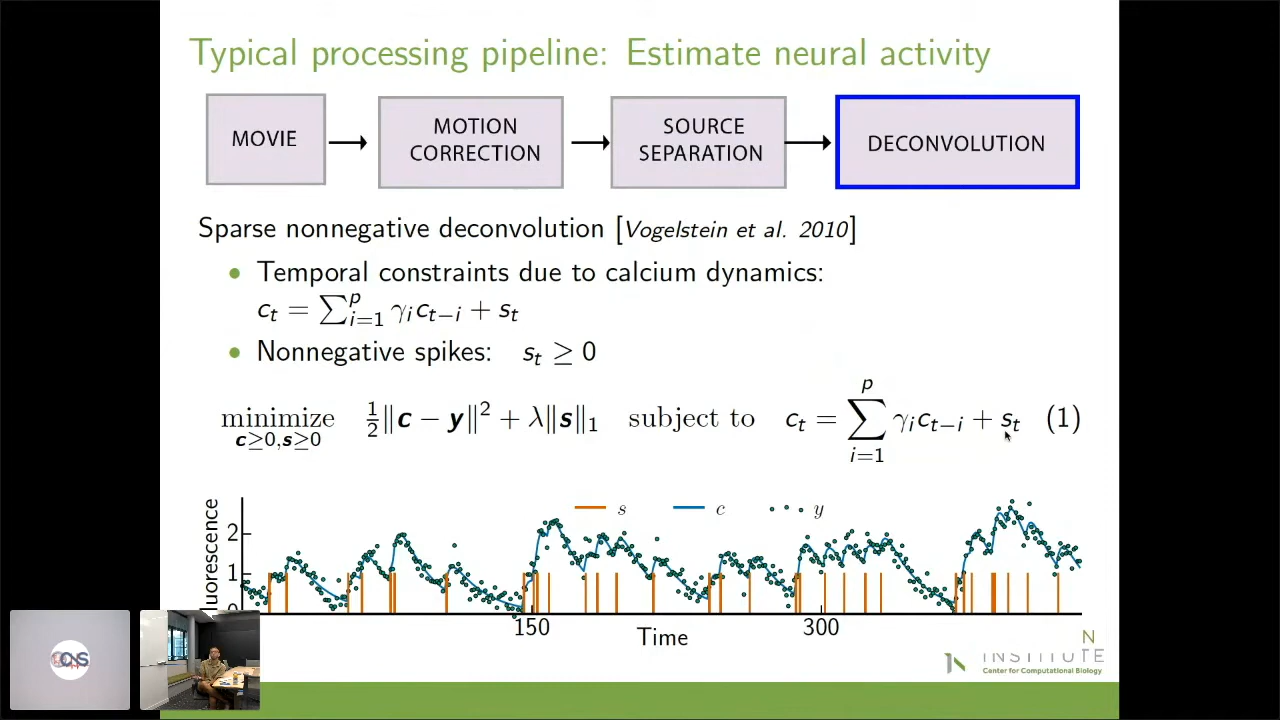 Typical processing pipeline: Estimate neural activity
MOVIE
MOTION
CORRECTION
SOURCE
SEPARATION
DECONVOLUTION
Sparse nonnegative deconvolution [Vogelstein et al. 2010]
• Temporal constraints due to calcium dynamics:
c_t = ∑_{i=1}^{p} γ_i c_{t−i} + s_t
• Nonnegative spikes: s_t ≥ 0
minimize_{c≥0,s≥0} ½‖c − y‖² + λ‖s‖₁ subject to c_t = ∑_{i=1}^{p} γ_i c_{t−i} + s_t (1)
s c y
2
1
0
150
300
Time
N
INSTITUTE
Center for Computational Biology